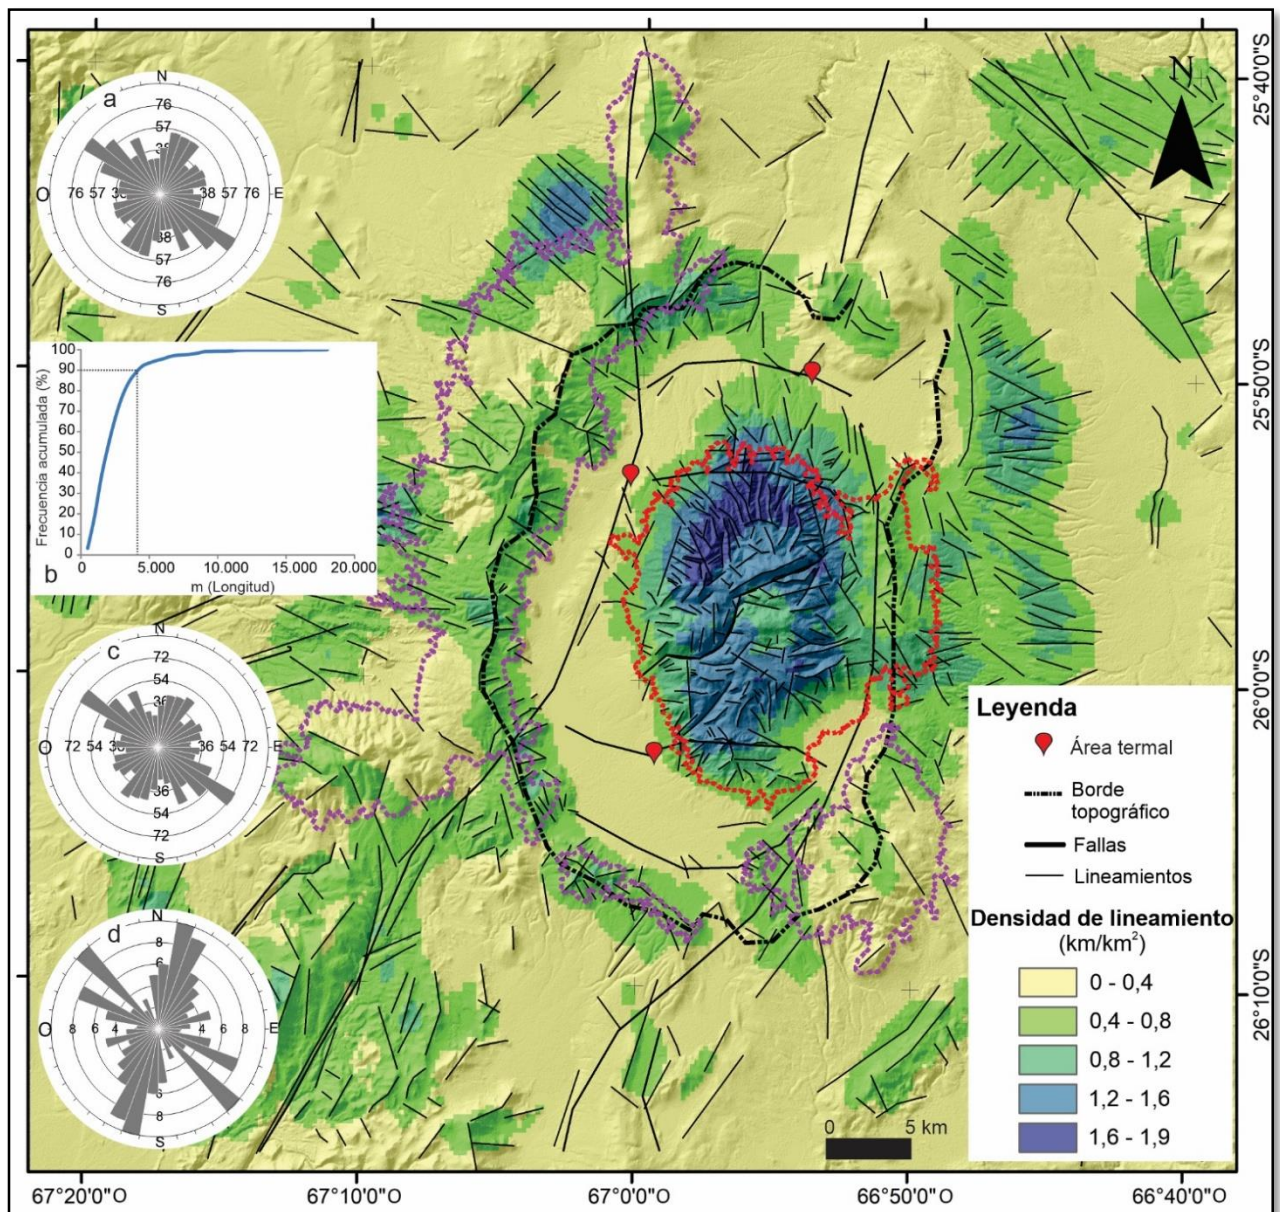 a
N
76
57
38
O 76 57 38 38 57 76 E
38
57
76
S
N
25°40'0"S
25°50'0"S
26°0'0"S
26°10'0"S
Frecuencia acumulada (%)
100
90
80
70
60
50
40
30
20
10
0
0 5.000 10.000 15.000 20.000
m (Longitud)
b
c
N
72
54
36
O 72 54 36 36 54 72 E
36
54
72
S
d
N
8
6
O 8 6 4 4 6 8 E
6
8
S
Leyenda
Área termal
Borde
topográfico
Fallas
Lineamientos
Densidad de lineamiento
(km/km²)
0 - 0,4
0,4 - 0,8
0,8 - 1,2
1,2 - 1,6
1,6 - 1,9
0 5 km
67°20'0"O 67°10'0"O 67°0'0"O 66°50'0"O 66°40'0"O